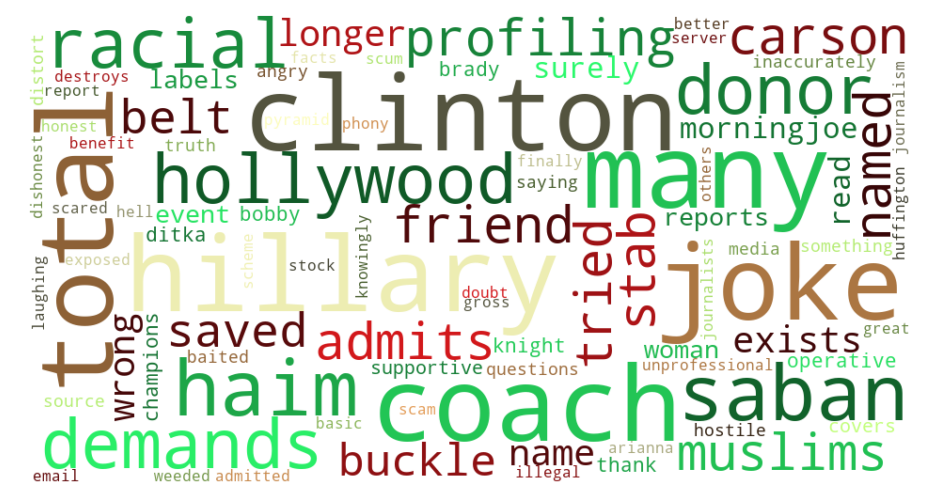 racial
longer
profiling
better
server
carson
distort
destroys
report
labels
angry
facts
scum
brady
surely
inaccurately
total
belt
clinton
donor
honest
benefit
truth
pyramid
phony
morningjoe
named
journalism
dishonest
hollywood
finally
saying
many
others
read
huffington
scared
hell
event
bobby
friend
reports
ditka
exposed
hillary
scheme
stock
knowingly
doubt
gross
tried
stab
journalists
media
something
joke
laughing
great
wrong
champions
saved
baited
admits
knight
supportive
questions
woman
exists
unprofessional
operative
source
haim
basic
scam
coach
saban
hostile
covers
demands
email
weeded
admitted
buckle
name
illegal
thank
arianna
muslims